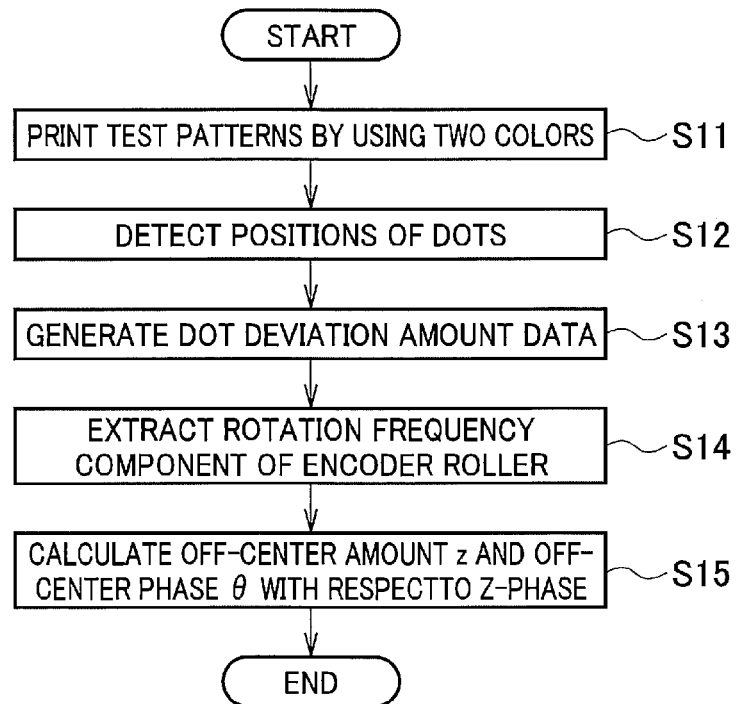 START
PRINT TEST PATTERNS BY USING TWO COLORS
S11
DETECT POSITIONS OF DOTS
S12
GENERATE DOT DEVIATION AMOUNT DATA
S13
EXTRACT ROTATION FREQUENCY
COMPONENT OF ENCODER ROLLER
S14
CALCULATE OFF-CENTER AMOUNT z AND OFF-
CENTER PHASE θ WITH RESPECTTO Z-PHASE
S15
END